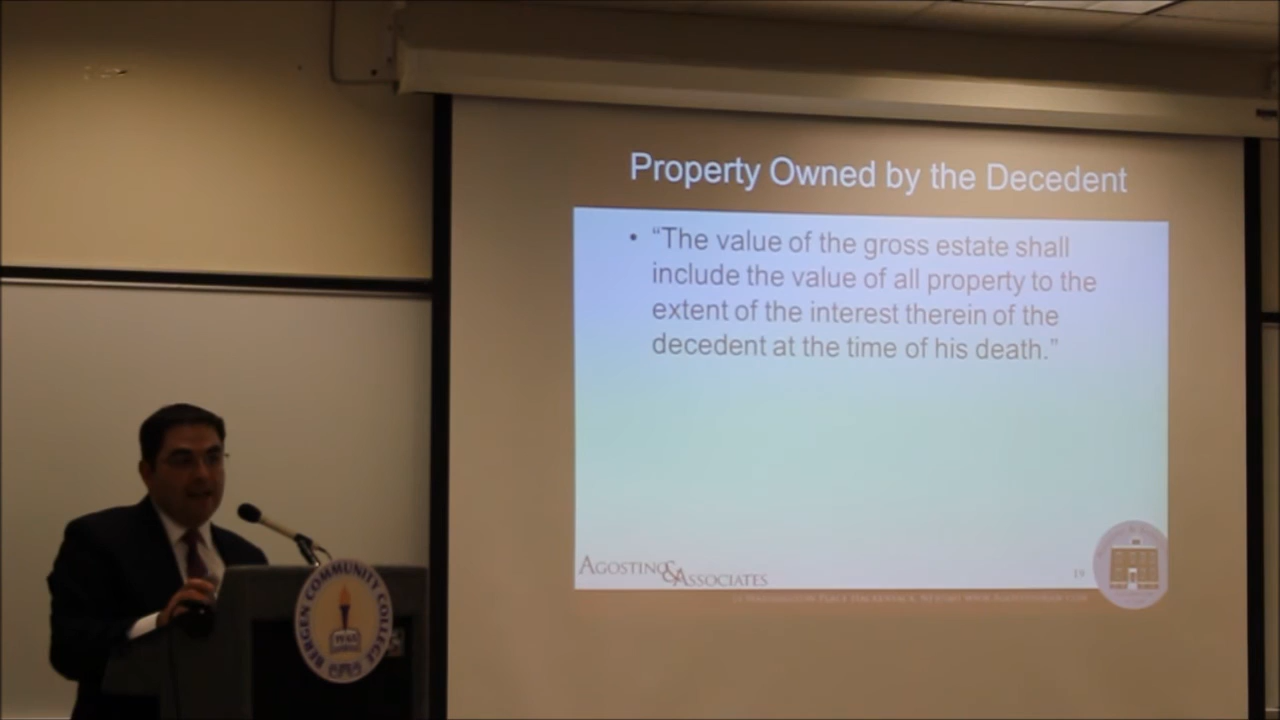 Property Owned by the Decedent
• “The value of the gross estate shall
include the value of all property to the
extent of the interest therein of the
decedent at the time of his death.”
AGOSTINO & ASSOCIATES
19
BERGEN COMMUNITY COLLEGE